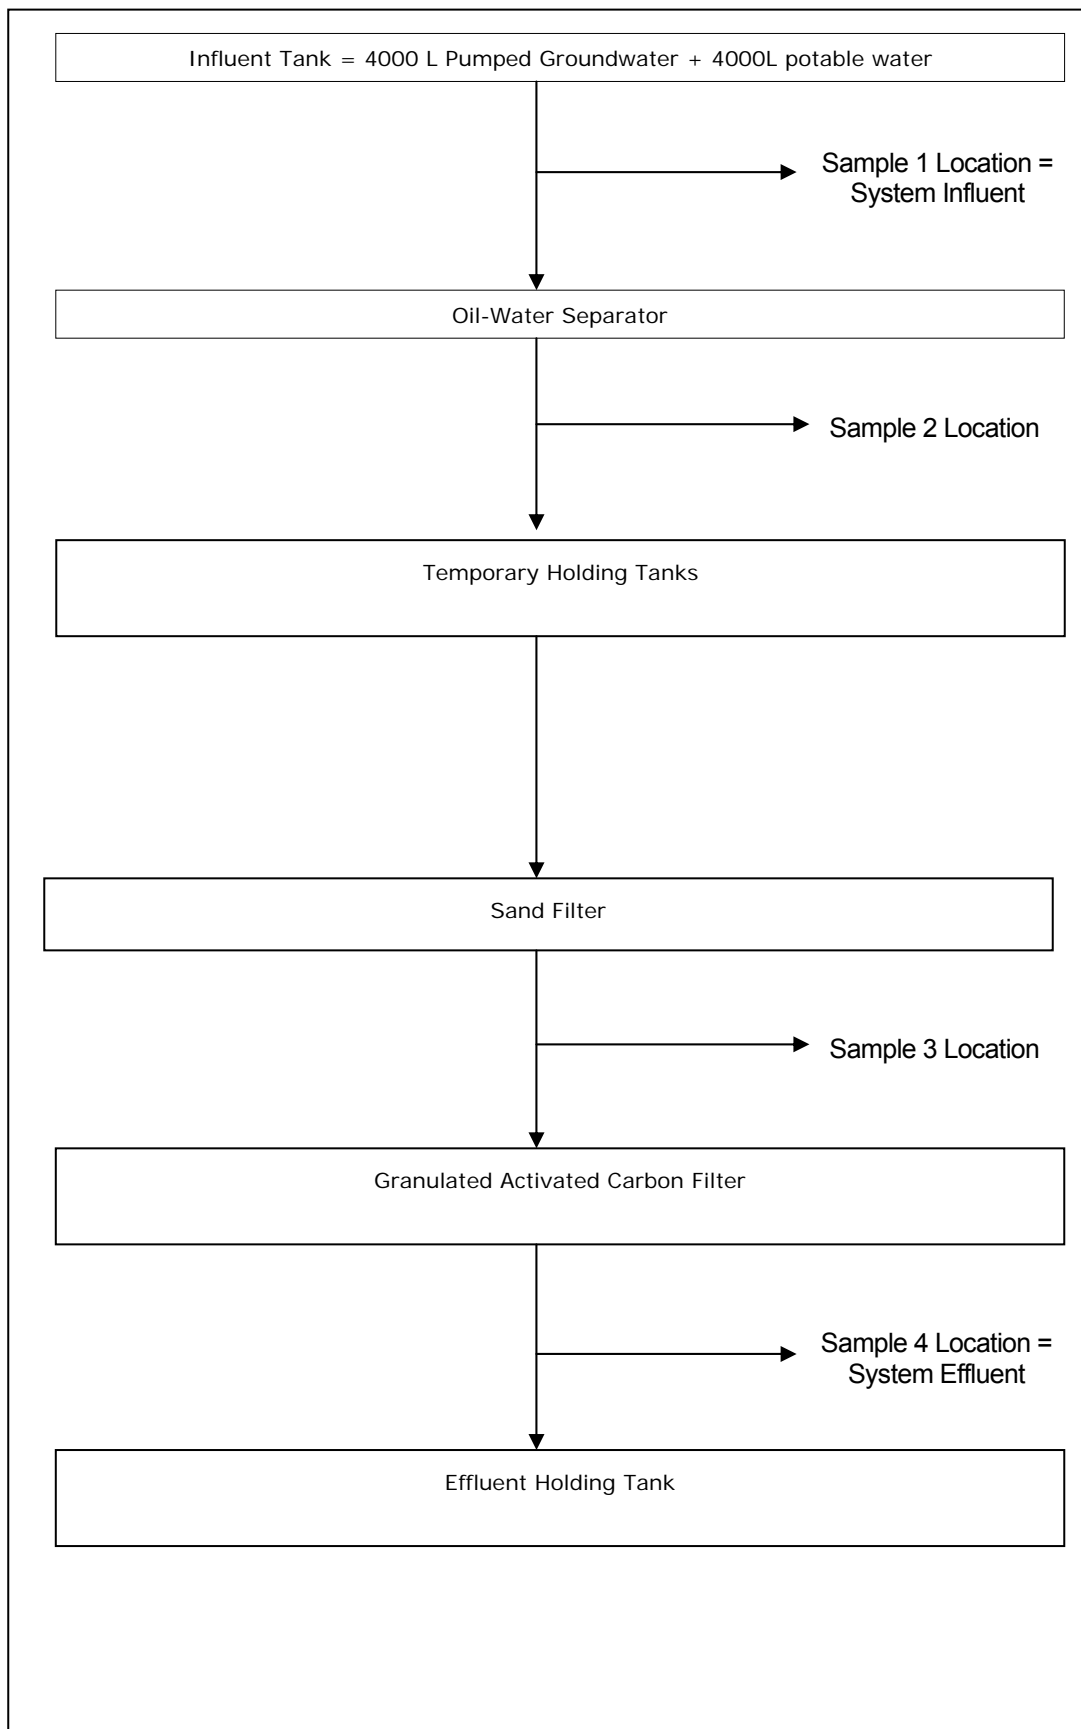 Influent Tank = 4000 L Pumped Groundwater + 4000L potable water
Sample 1 Location =
System Influent
Oil-Water Separator
Sample 2 Location
Temporary Holding Tanks
Sand Filter
Sample 3 Location
Granulated Activated Carbon Filter
Sample 4 Location =
System Effluent
Effluent Holding Tank